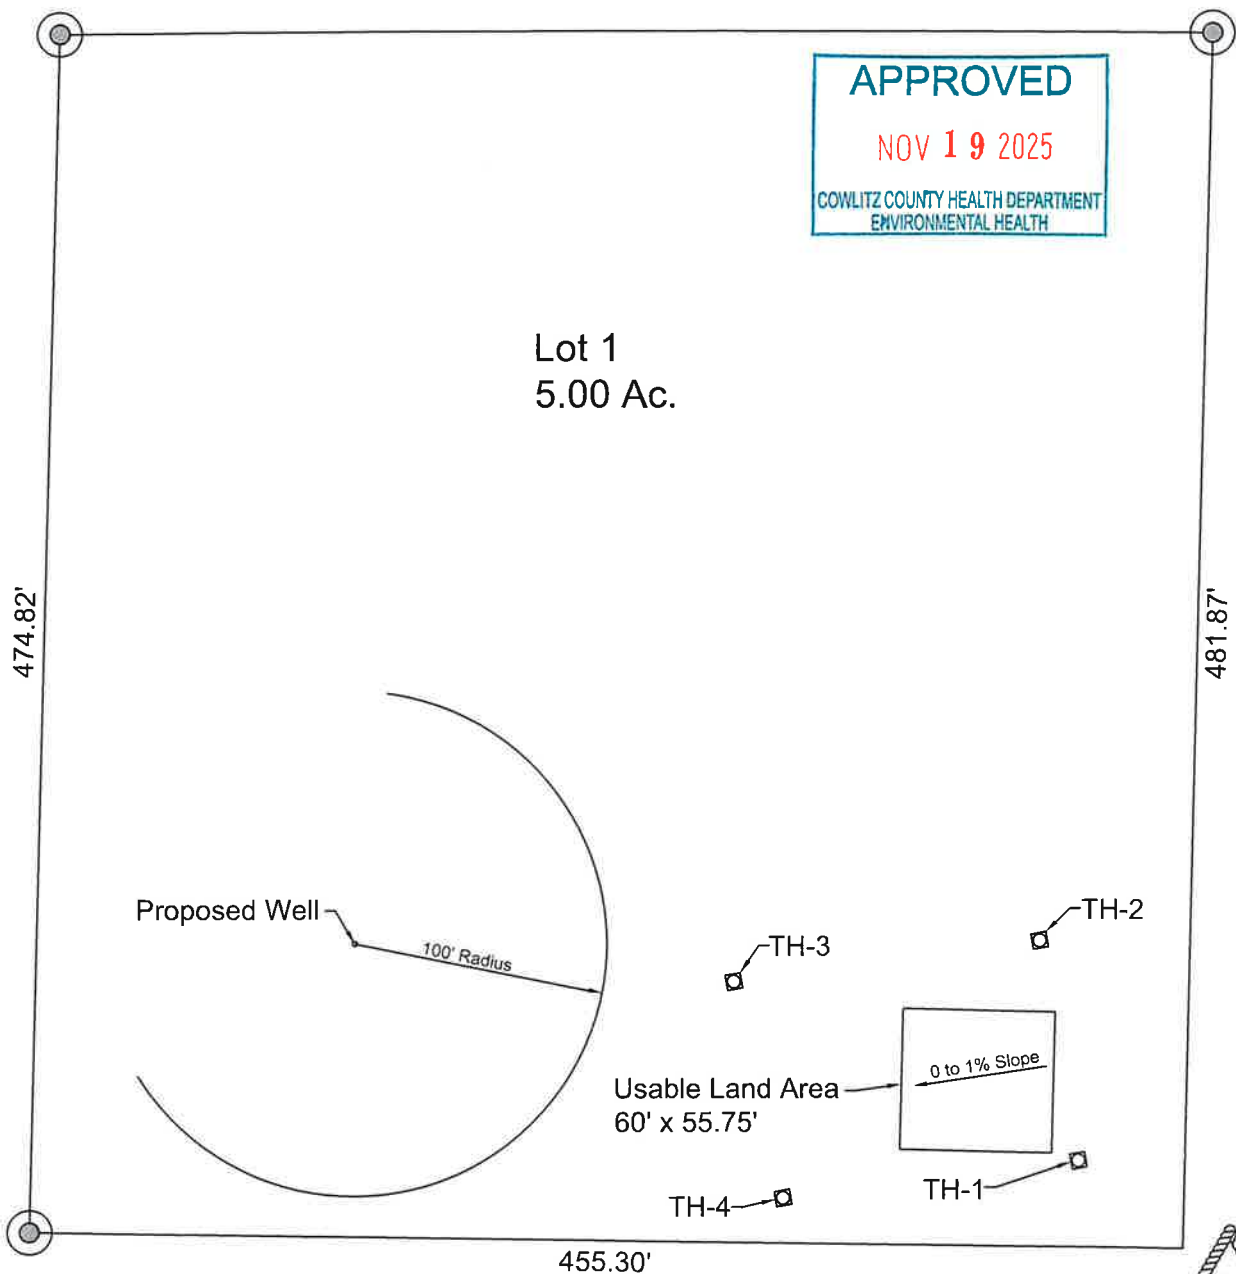 APPROVED
NOV 19 2025
COWLITZ COUNTY HEALTH DEPARTMENT
ENVIRONMENTAL HEALTH
Lot 1
5.00 Ac.
474.82'
481.87'
Proposed Well
100' Radius
TH-2
TH-3
0 to 1% Slope
Usable Land Area
60' x 55.75'
TH-1
TH-4
455.30'